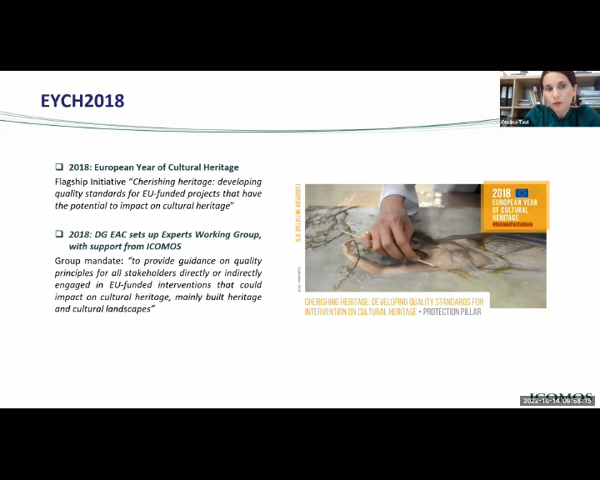 EYCH2018
❑ 2018: European Year of Cultural Heritage
Flagship Initiative "Cherishing heritage: developing
quality standards for EU-funded projects that have
the potential to impact on cultural heritage"
❑ 2018: DG EAC sets up Experts Working Group,
with support from ICOMOS
Group mandate: "to provide guidance on quality
principles for all stakeholders directly or indirectly
engaged in EU-funded interventions that could
impact on cultural heritage, mainly built heritage
and cultural landscapes"
2018
EUROPEAN YEAR
OF CULTURAL
HERITAGE
#EuropeForCulture
CHERISHING HERITAGE: DEVELOPING QUALITY STANDARDS FOR
INTERVENTION ON CULTURAL HERITAGE • PROTECTION PILLAR
ICOMOS